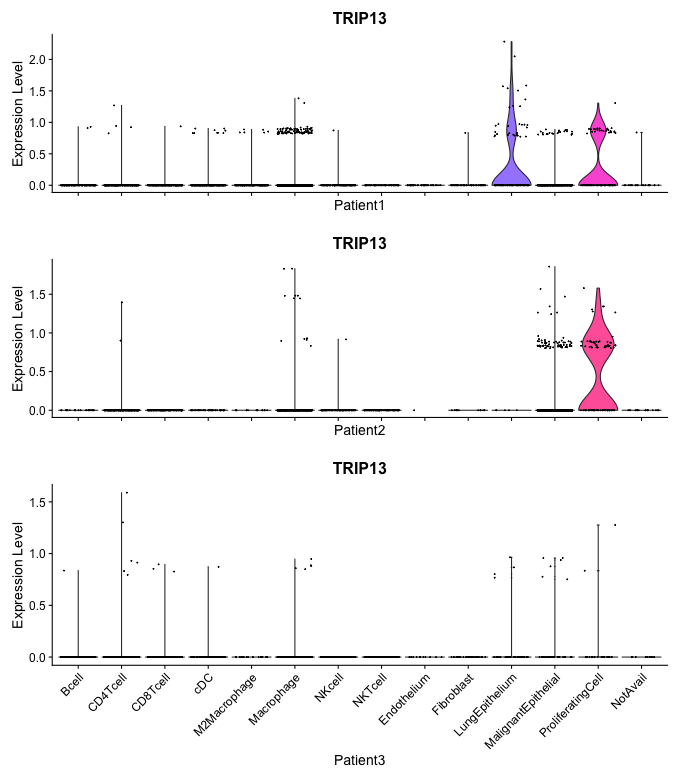 TRIP13
Expression Level
2.0
1.5
1.0
0.5
0.0
Patient1
TRIP13
Expression Level
1.5
1.0
0.5
0.0
Patient2
TRIP13
Expression Level
1.5
1.0
0.5
0.0
Bcell
CD4Tcell
CD8Tcell
cDC
M2Macrophage
Macrophage
NKcell
NKTcell
Endothelium
Fibroblast
LungEpithelium
MalignantEpithelial
ProliferatingCell
NotAvail
Patient3